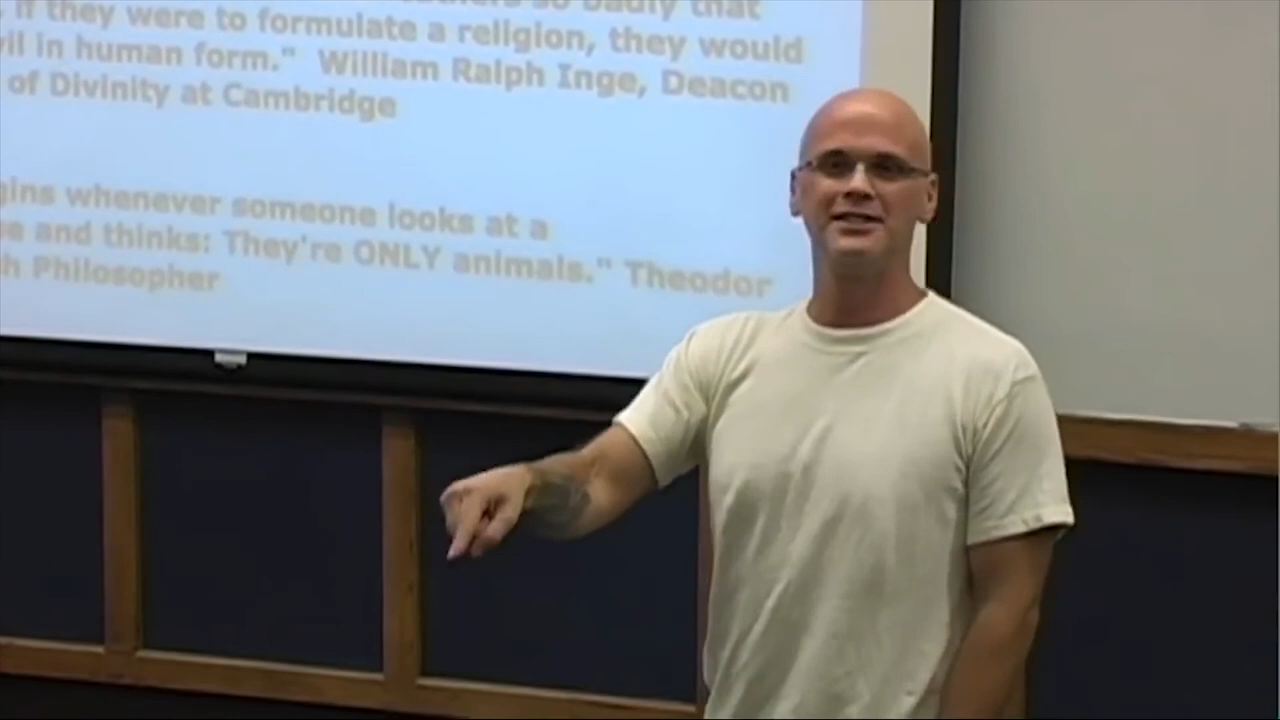 if they were to formulate a religion, they would
vil in human form." William Ralph Inge, Deacon
of Divinity at Cambridge
gins whenever someone looks at a
se and thinks: They're ONLY animals." Theodor
h Philosopher